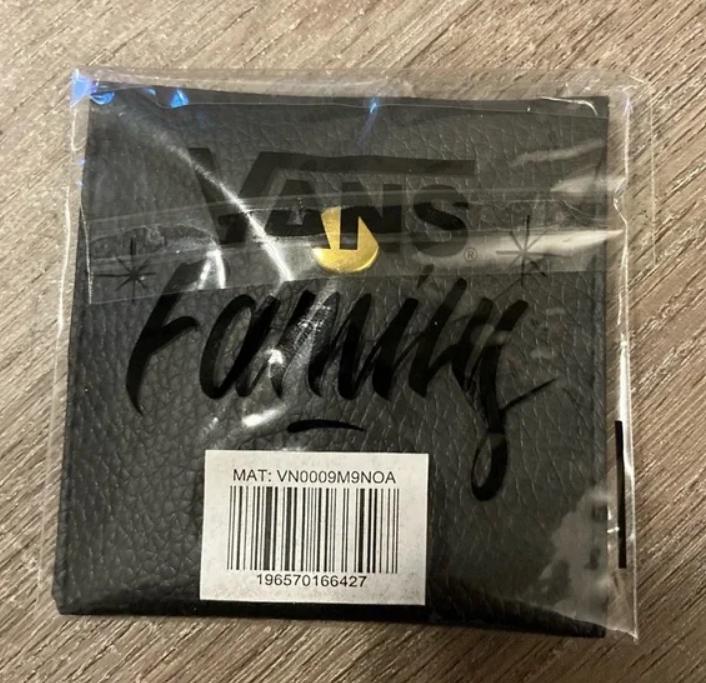 VANS®
Family
MAT: VN0009M9NOA
196570166427